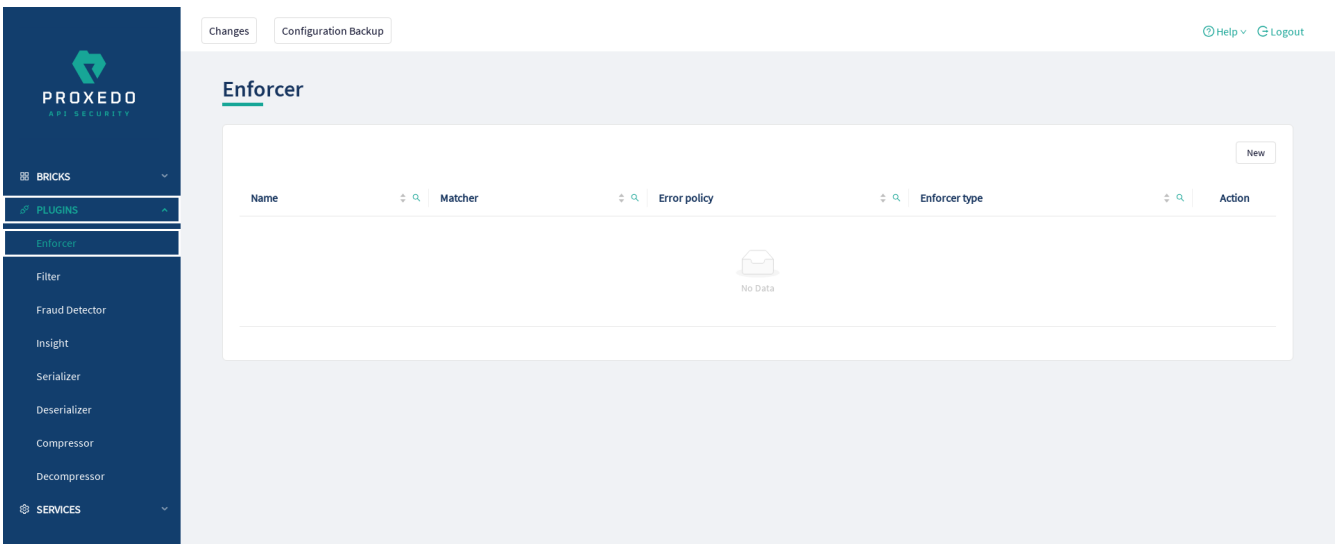 Changes Configuration Backup Help Logout
PROXEDO
API SECURITY
Enforcer
New
BRICKS
PLUGINS
Name Matcher Error policy Enforcer type Action
Enforcer
Filter
No Data
Fraud Detector
Insight
Serializer
Deserializer
Compressor
Decompressor
SERVICES